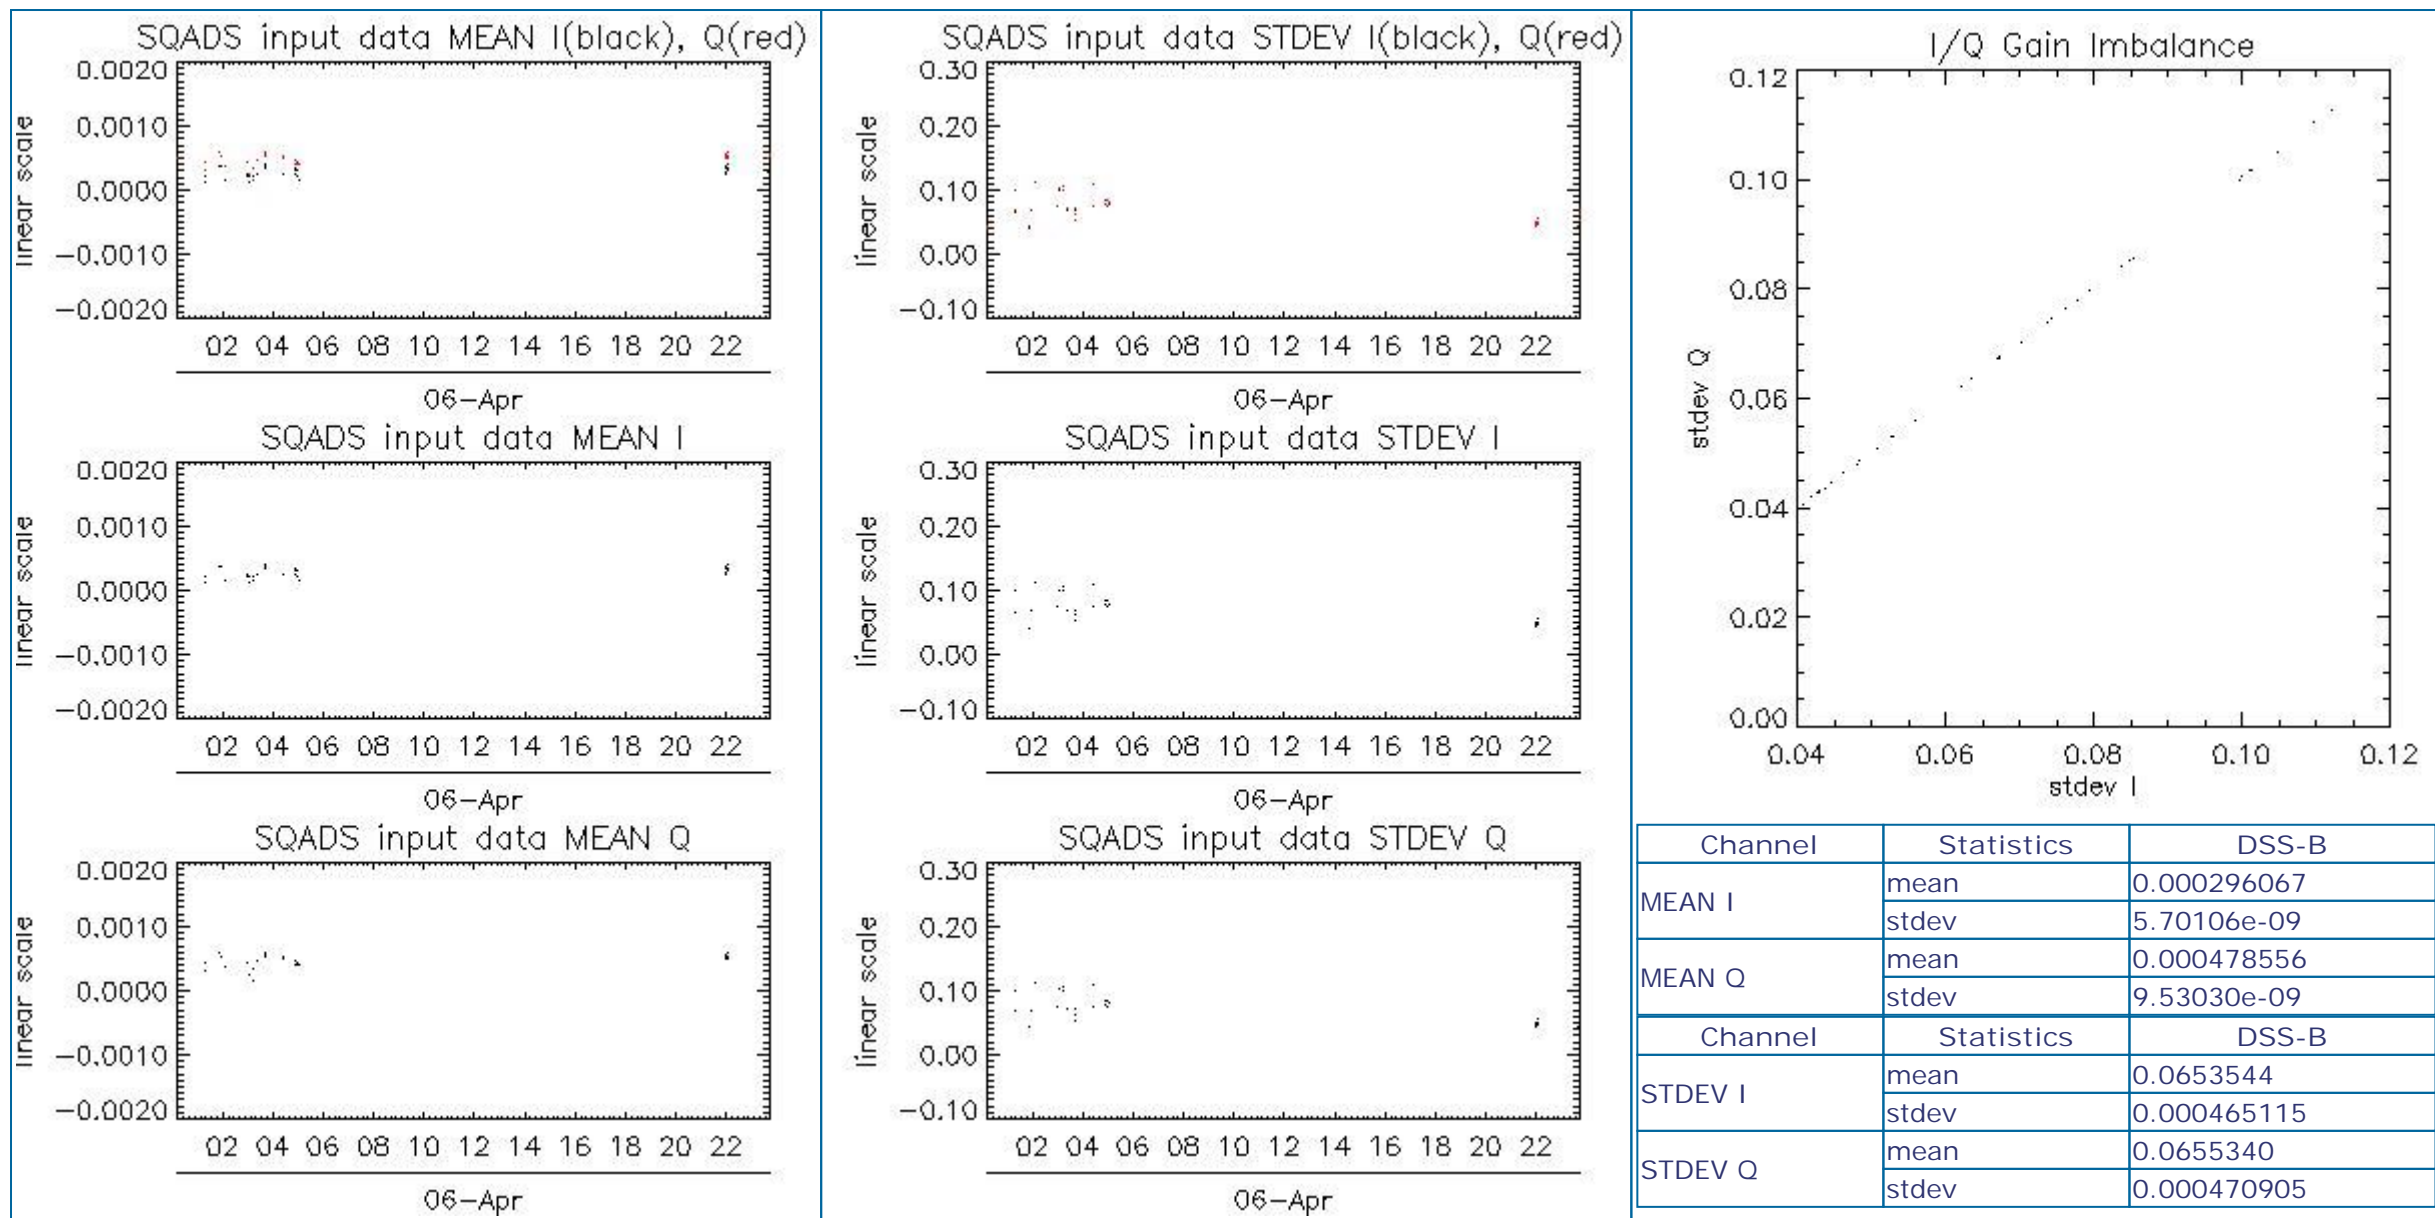 SQADS input data MEAN I(black), Q(red)
0.0020
0.0010
0.0000
−0.0010
−0.0020
linear scale
02 04 06 08 10 12 14 16 18 20 22
06−Apr
SQADS input data MEAN I
0.0020
0.0010
0.0000
−0.0010
−0.0020
linear scale
02 04 06 08 10 12 14 16 18 20 22
06−Apr
SQADS input data MEAN Q
0.0020
0.0010
0.0000
−0.0010
−0.0020
linear scale
02 04 06 08 10 12 14 16 18 20 22
06−Apr
SQADS input data STDEV I(black), Q(red)
0.30
0.20
0.10
0.00
−0.10
linear scale
02 04 06 08 10 12 14 16 18 20 22
06−Apr
SQADS input data STDEV I
0.30
0.20
0.10
0.00
−0.10
linear scale
02 04 06 08 10 12 14 16 18 20 22
06−Apr
SQADS input data STDEV Q
0.30
0.20
0.10
0.00
−0.10
linear scale
02 04 06 08 10 12 14 16 18 20 22
06−Apr
I/Q Gain Imbalance
0.12
0.10
0.08
0.06
0.04
0.02
0.00
stdev Q
0.04 0.06 0.08 0.10 0.12
stdev I
Channel Statistics DSS-B
MEAN I mean 0.000296067
stdev 5.70106e-09
MEAN Q mean 0.000478556
stdev 9.53030e-09
Channel Statistics DSS-B
STDEV I mean 0.0653544
stdev 0.000465115
STDEV Q mean 0.0655340
stdev 0.000470905